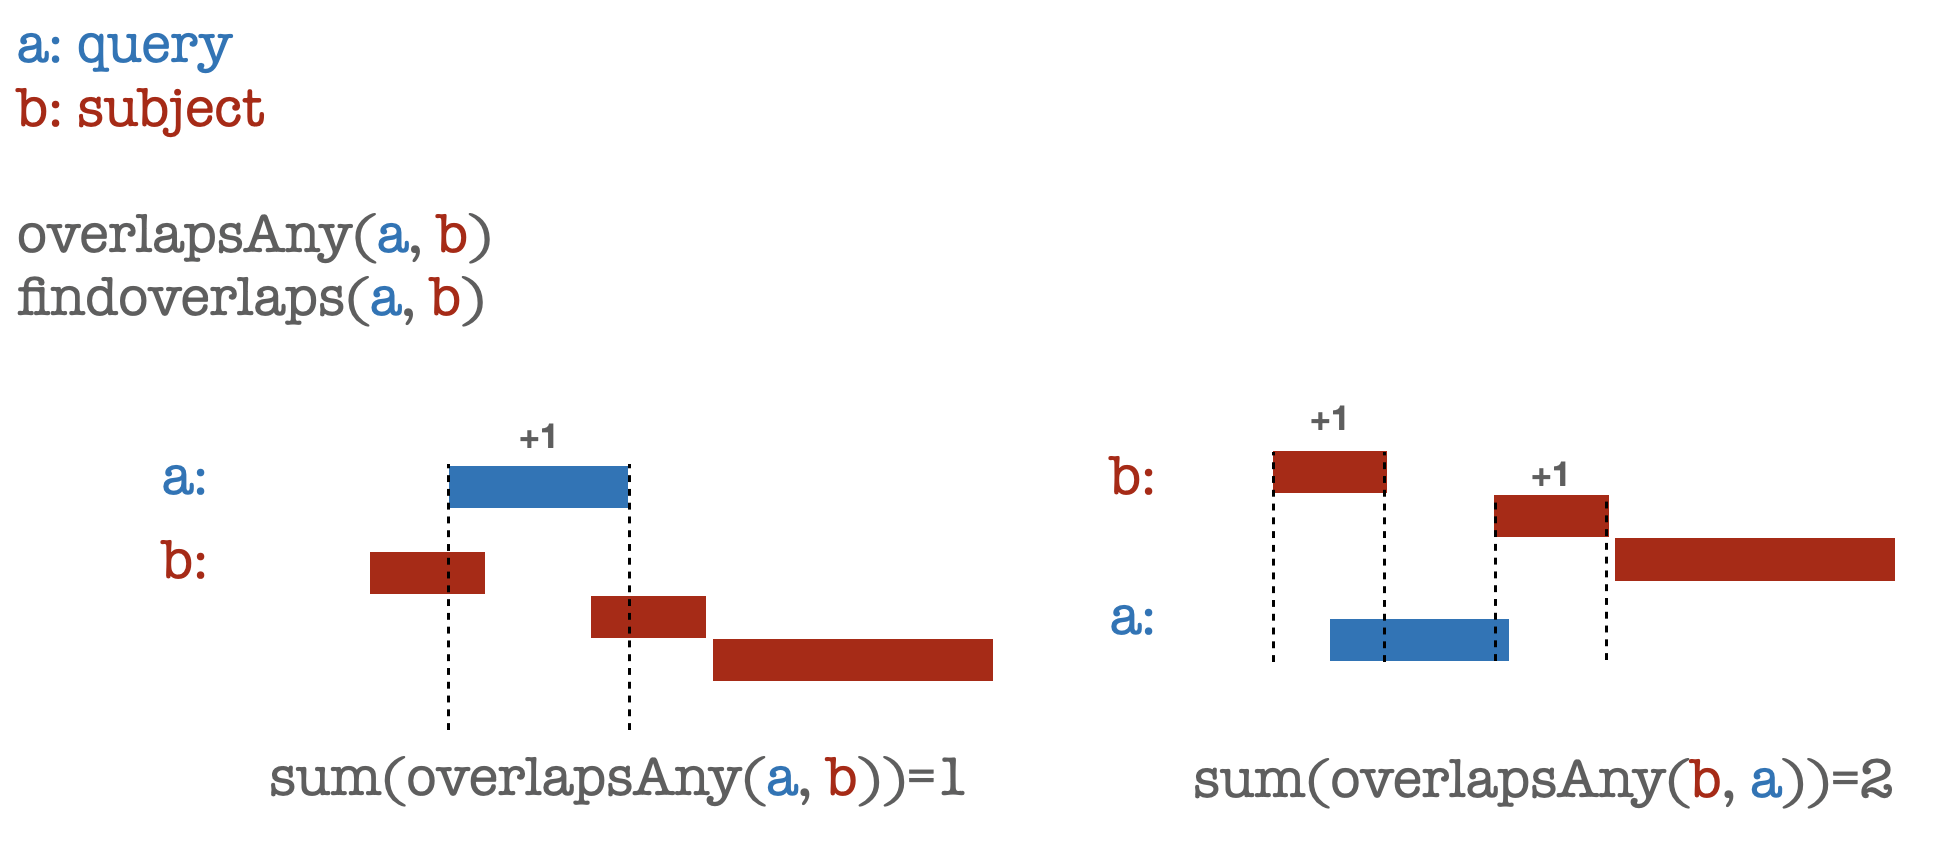 a: query
b: subject
overlapsAny(a, b)
findoverlaps(a, b)
+1
a:
b:
sum(overlapsAny(a, b))=1
+1
b:
+1
a:
sum(overlapsAny(b, a))=2